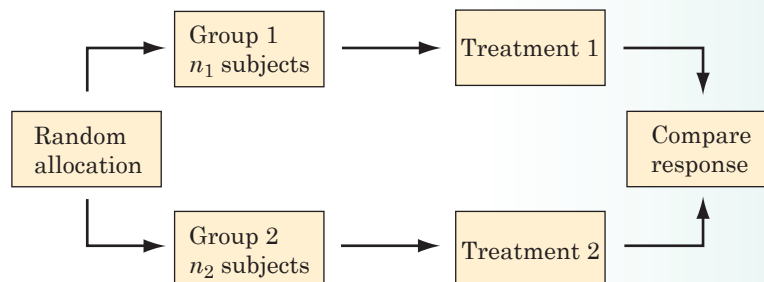 Group 1
n₁ subjects
Treatment 1
Random
allocation
Compare
response
Group 2
n₂ subjects
Treatment 2